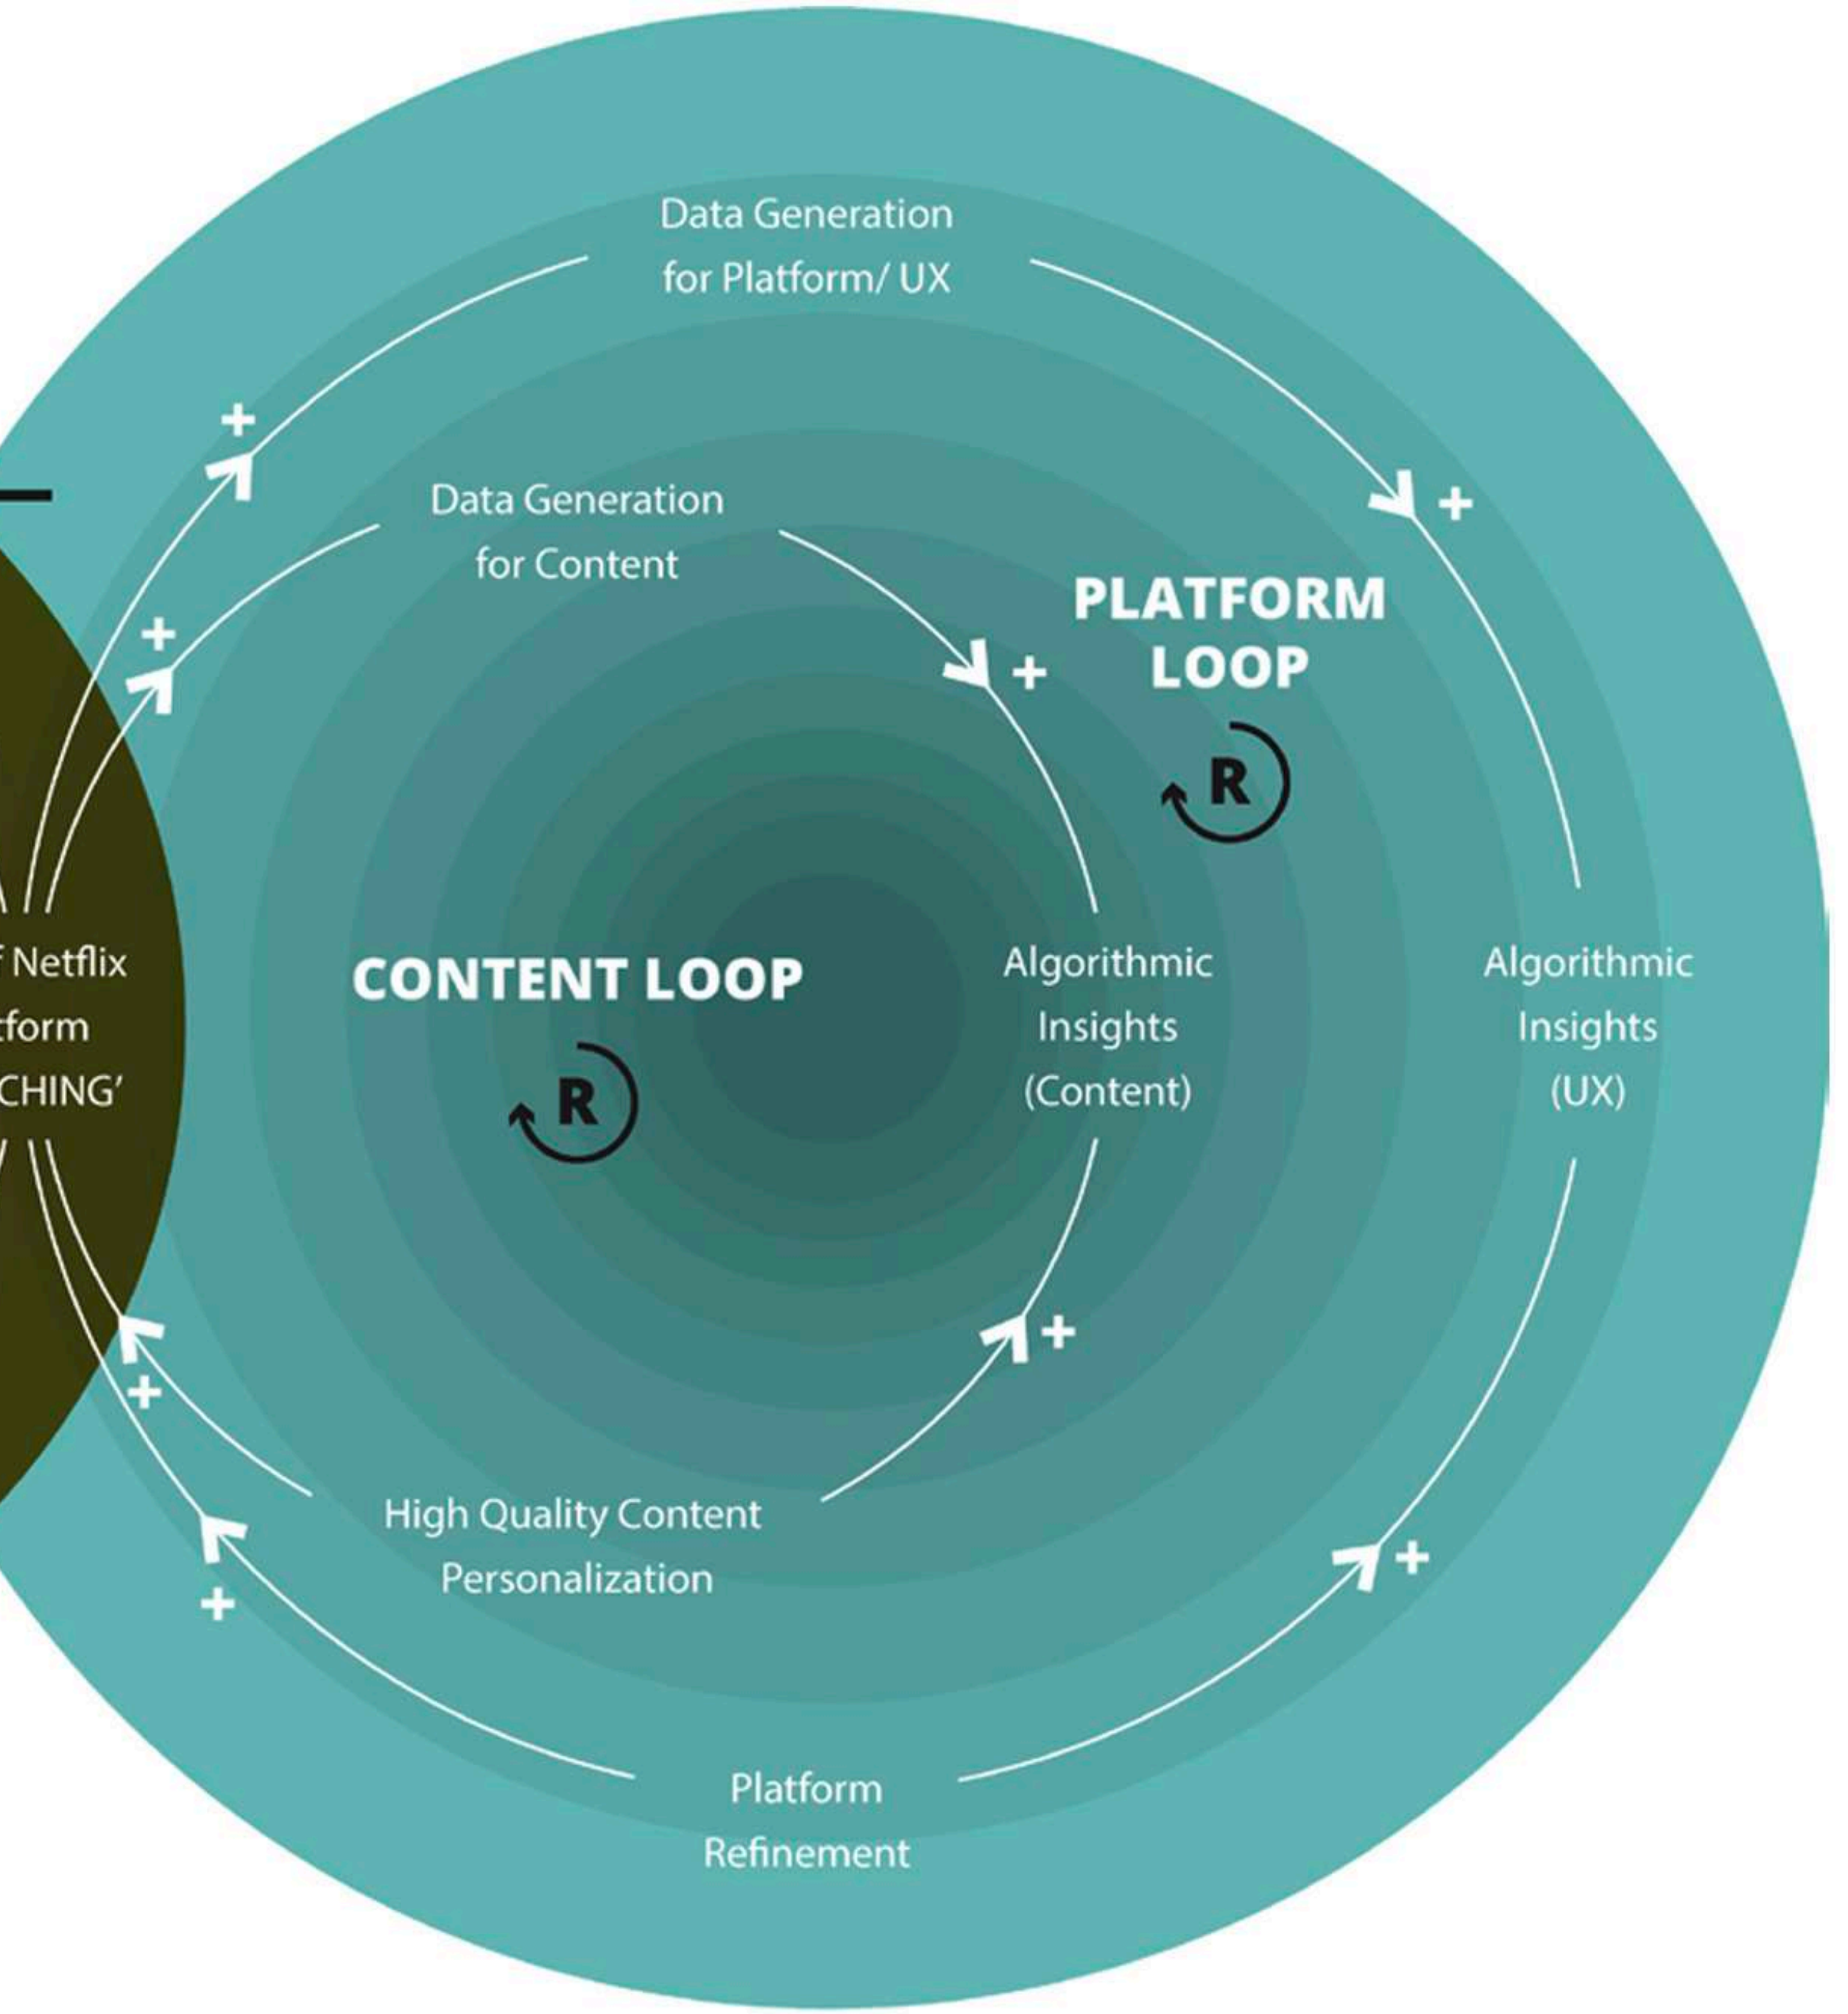 Data Generation
for Platform/ UX
+
+
Data Generation
for Content
+
+
PLATFORM
LOOP
R
Netflix
CHING’
CONTENT LOOP
R
Algorithmic
Insights
(Content)
Algorithmic
Insights
(UX)
+
+
High Quality Content
Personalization
+
+
Platform
Refinement